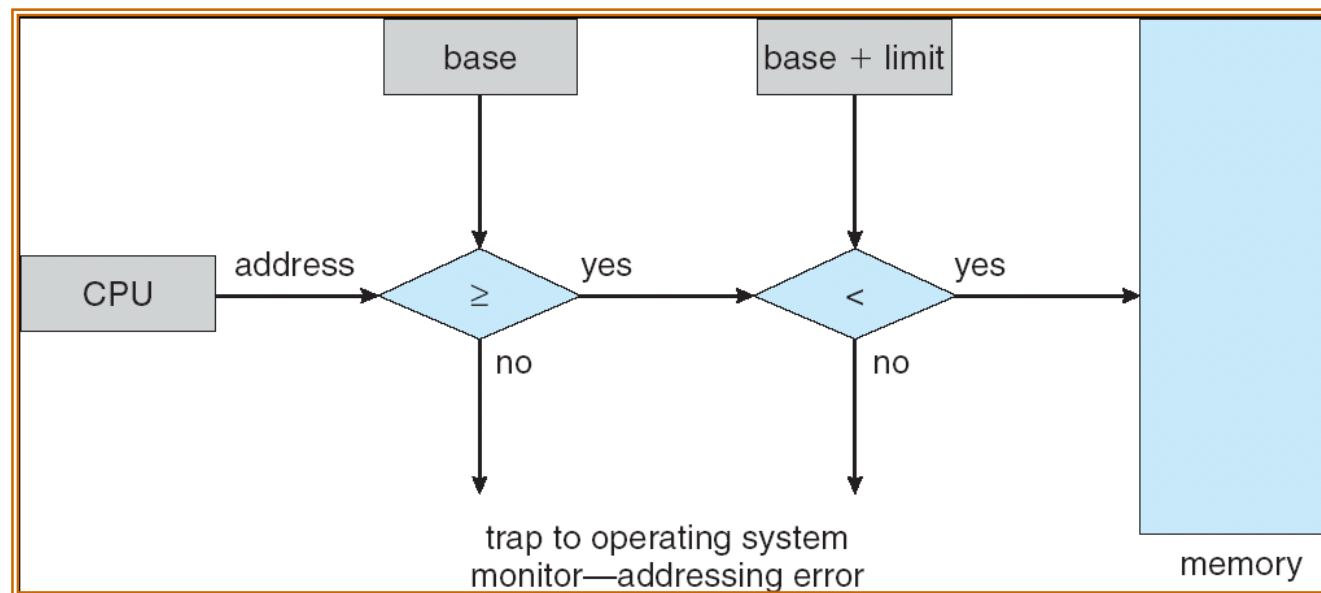 base
base + limit
CPU
address
≥
yes
<
yes
no
no
trap to operating system
monitor—addressing error
memory